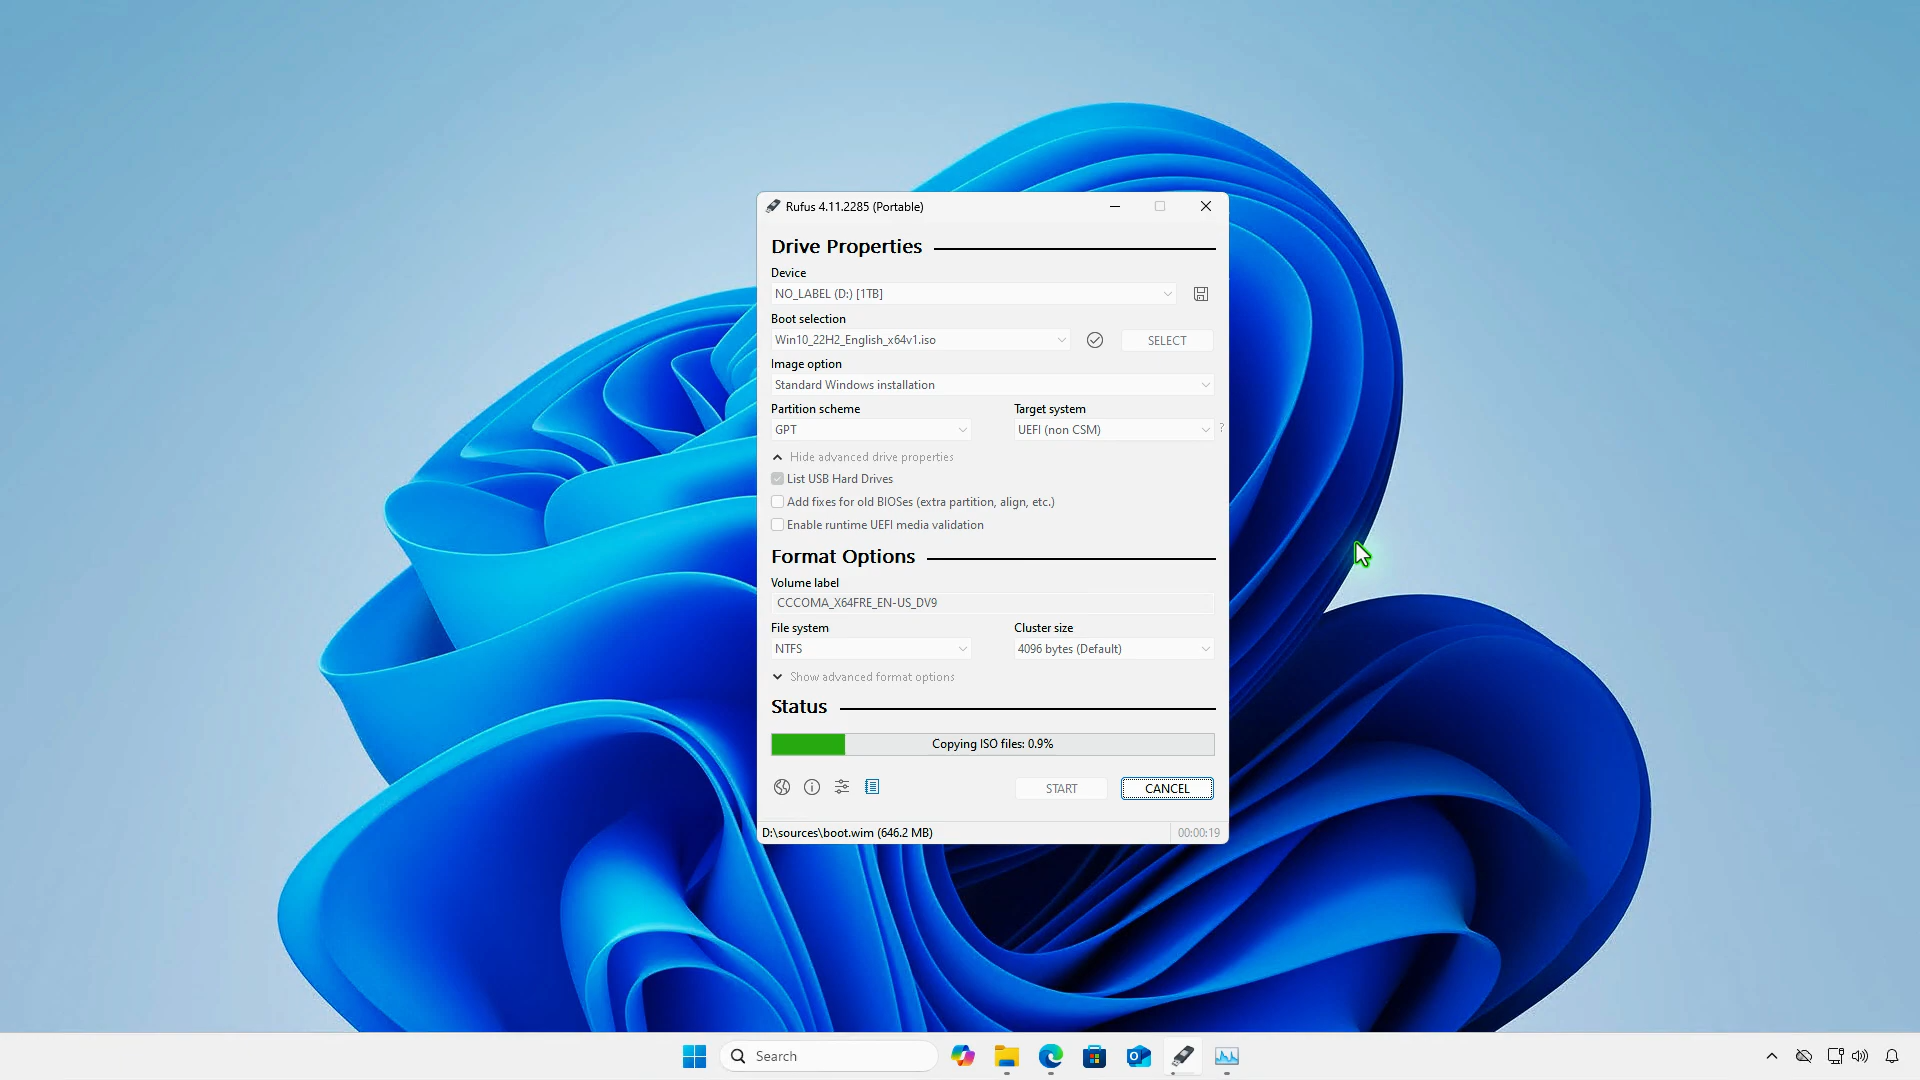 Rufus 4.11.2285 (Portable)
Drive Properties
Device
NO_LABEL (D:) [1TB]
Boot selection
Win10_22H2_English_x64v1.iso
SELECT
Image option
Standard Windows installation
Partition scheme
Target system
GPT
UEFI (non CSM)
?
Hide advanced drive properties
List USB Hard Drives
Add fixes for old BIOSes (extra partition, align, etc.)
Enable runtime UEFI media validation
Format Options
Volume label
CCCOMA_X64FRE_EN-US_DV9
File system
Cluster size
NTFS
4096 bytes (Default)
Show advanced format options
Status
Copying ISO files: 0.9%
START
CANCEL
D:\sources\boot.wim (646.2 MB)
00:00:19
Search